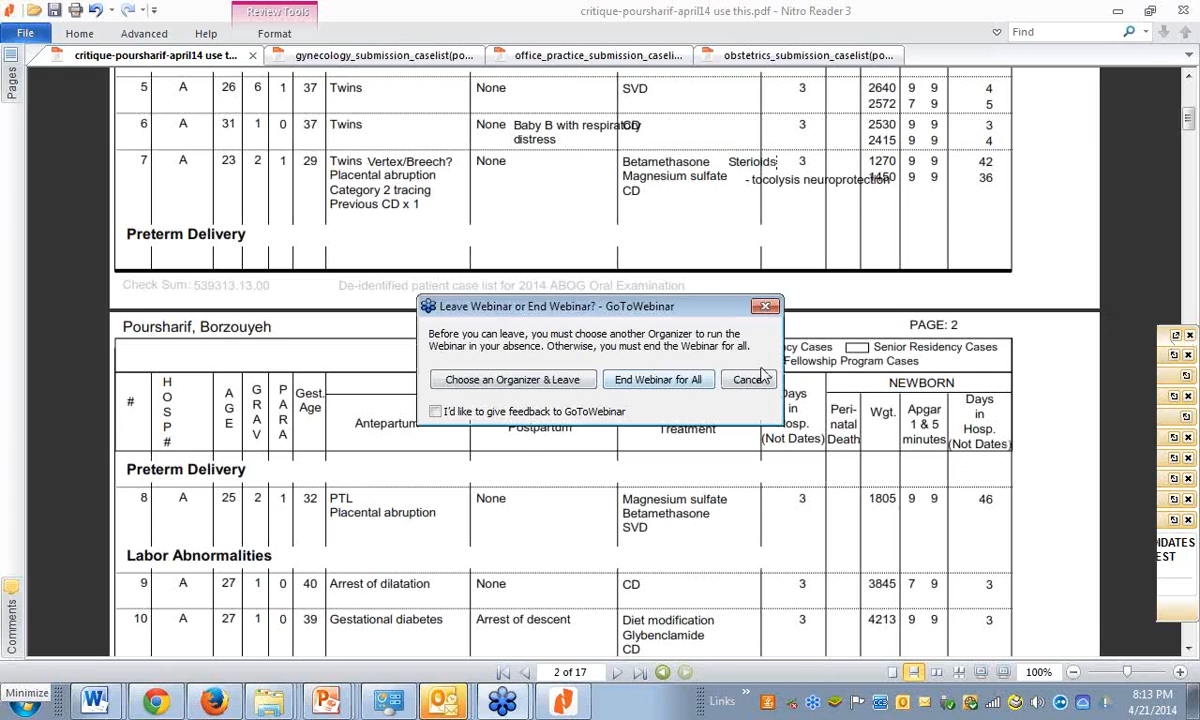 Review Tools
critique-poursharif-april14 use this.pdf - Nitro Reader 3
File Home Advanced Format Find
critique-poursharif-april14 use t... gynecology_submission_caselist(po... office_practice_submission_caseli... obstetrics_submission_caselist(po...
Pages
5 A 26 6 1 37 Twins None SVD 3 2640 9 9 4
2572 7 9 5
6 A 31 1 0 37 Twins None Baby B with respiratory CD 3 2530 9 9 3
distress 2415 9 9 4
7 A 23 2 1 29 Twins Vertex/Breech? None Betamethasone Sterioids 3 1270 9 9 42
Placental abruption Magnesium sulfate - tocolysis neuroprotection 1450 9 9 36
Category 2 tracing CD
Previous CD x 1
Preterm Delivery
Check Sum: 539313.13.00 De-identified patient case list for 2014 ABOG Oral Examination
Leave Webinar or End Webinar? - GoToWebinar
Before you can leave, you must choose another Organizer to run the
Webinar in your absence. Otherwise, you must end the Webinar for all.
Choose an Organizer & Leave End Webinar for All Cancel
I'd like to give feedback to GoToWebinar
Poursharif, Borzouyeh PAGE: 2
Cases Senior Residency Cases
Fellowship Program Cases
# HOSP# AGE GRAV PARA Gest. Age Antepartum Postpartum Treatment Days in Hosp. (Not Dates) Peri-natal Death NEWBORN Wgt. Apgar 1 & 5 minutes Days in Hosp. (Not Dates)
Preterm Delivery
8 A 25 2 1 32 PTL None Magnesium sulfate 3 1805 9 9 46
Placental abruption Betamethasone
SVD
Labor Abnormalities
9 A 27 1 0 40 Arrest of dilatation None CD 3 3845 7 9 3
10 A 27 1 0 39 Gestational diabetes Arrest of descent Diet modification 3 4213 9 9 3
Glybenclamide
CD
IDATES
EST
Comments
2 of 17 100%
Minimize
Links
8:13 PM
4/21/2014